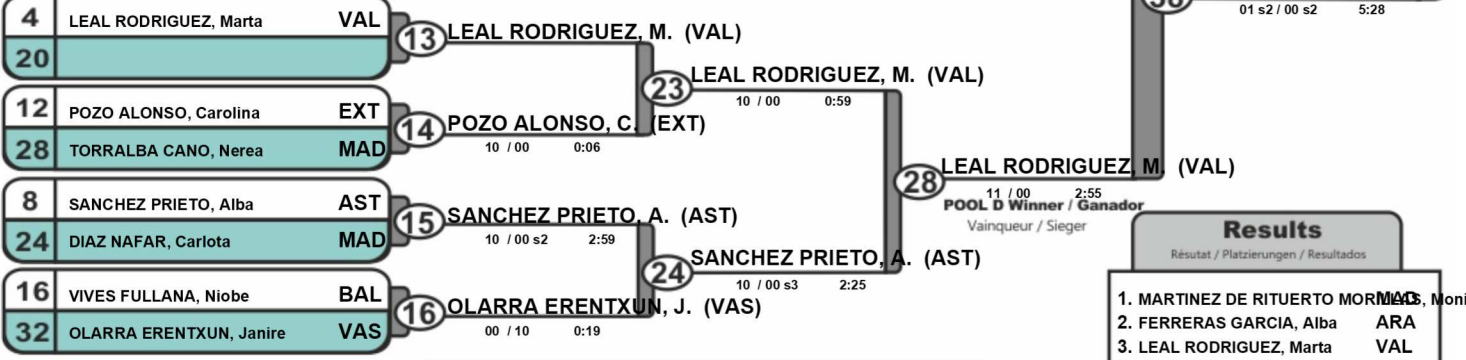 4 LEAL RODRIGUEZ, Marta VAL
20
13 LEAL RODRIGUEZ, M. (VAL)
12 POZO ALONSO, Carolina EXT
28 TORRALBA CANO, Nerea MAD
14 POZO ALONSO, C. (EXT)
10 / 00 0:06
23 LEAL RODRIGUEZ, M. (VAL)
10 / 00 0:59
8 SANCHEZ PRIETO, Alba AST
24 DIAZ NAFAR, Carlota MAD
15 SANCHEZ PRIETO, A. (AST)
10 / 00 s2 2:59
16 VIVES FULLANA, Niobe BAL
32 OLARRA ERENTXUN, Janire VAS
16 OLARRA ERENTXUN, J. (VAS)
00 / 10 0:19
24 SANCHEZ PRIETO, A. (AST)
10 / 00 s3 2:25
28 LEAL RODRIGUEZ, M. (VAL)
11 / 00 2:55
POOL D Winner / Ganador
Vainqueur / Sieger
01 s2 / 00 s2 5:28
Results
Résutat / Platzierungen / Resultados
1. MARTINEZ DE RITUERTO MAD
2. FERRERAS GARCIA, Alba ARA
3. LEAL RODRIGUEZ, Marta VAL